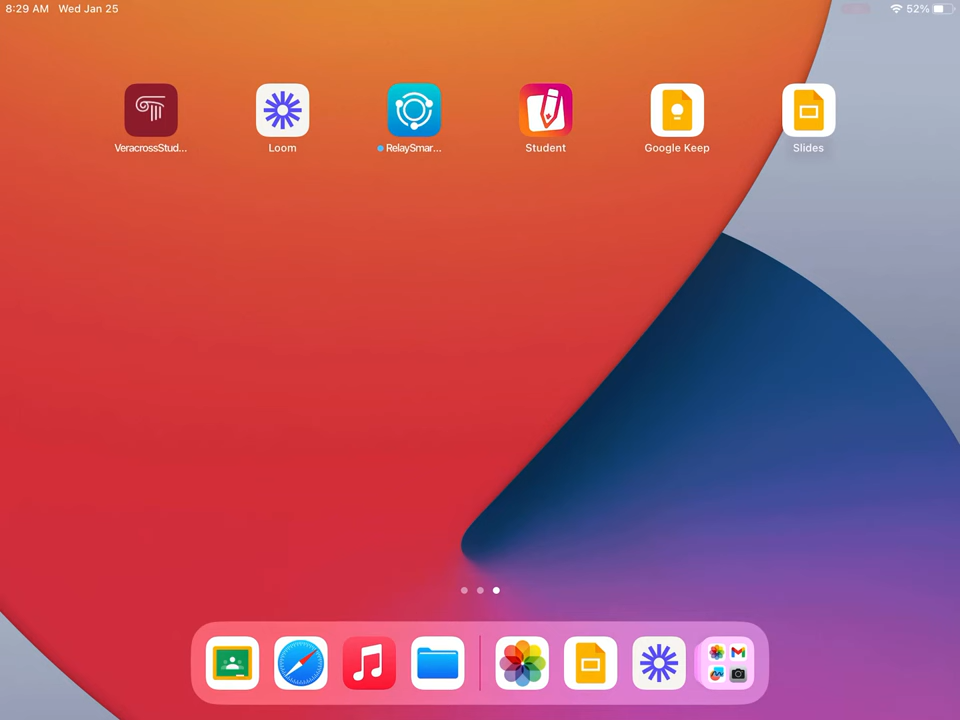 8:29 AM Wed Jan 25
52%
VeracrossStud...
Loom
RelaySmar...
Student
Google Keep
Slides